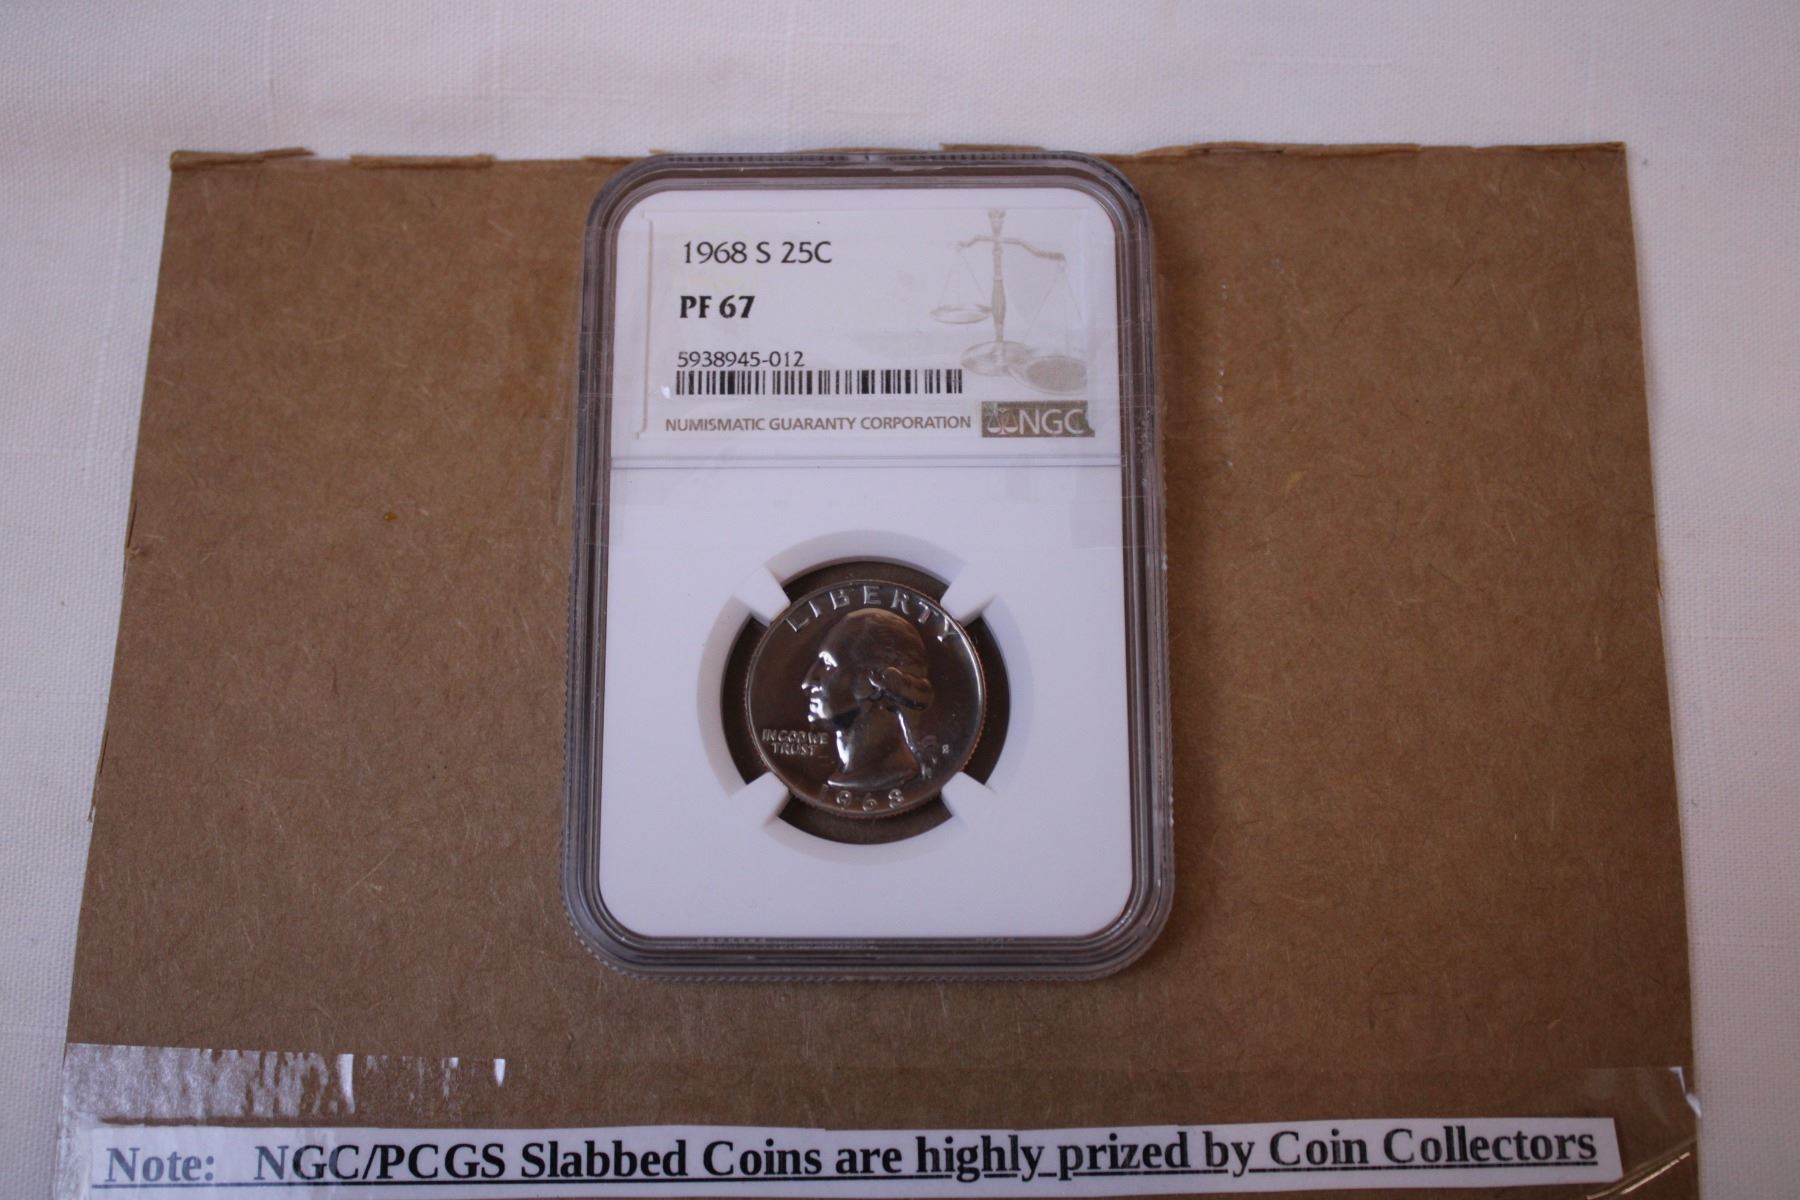 1968 S 25C
PF 67
5938945-012
NUMISMATIC GUARANTY CORPORATION NGC
LIBERTY
IN GOD WE
TRUST
S
1968
Note: NGC/PCGS Slabbed Coins are highly prized by Coin Collectors